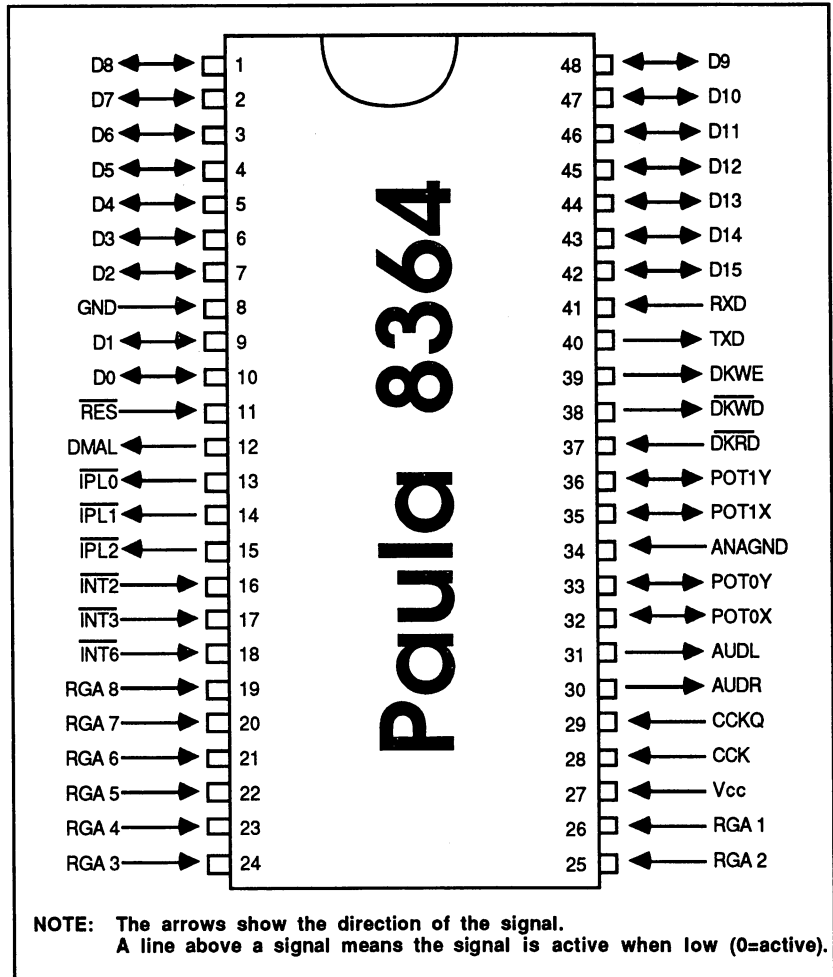 D8 1 48 D9
D7 2 47 D10
D6 3 46 D11
D5 4 45 D12
D4 5 44 D13
D3 6 43 D14
D2 7 42 D15
GND 8 41 RXD
D1 9 40 TXD
D0 10 39 DKWE
RES 11 38 DKWD
DMAL 12 37 DKRD
IPL0 13 36 POT1Y
IPL1 14 35 POT1X
IPL2 15 34 ANAGND
INT2 16 33 POT0Y
INT3 17 32 POT0X
INT6 18 31 AUDL
RGA 8 19 30 AUDR
RGA 7 20 29 CCKQ
RGA 6 21 28 CCK
RGA 5 22 27 Vcc
RGA 4 23 26 RGA 1
RGA 3 24 25 RGA 2
Paula 8364
NOTE: The arrows show the direction of the signal.
A line above a signal means the signal is active when low (0=active).